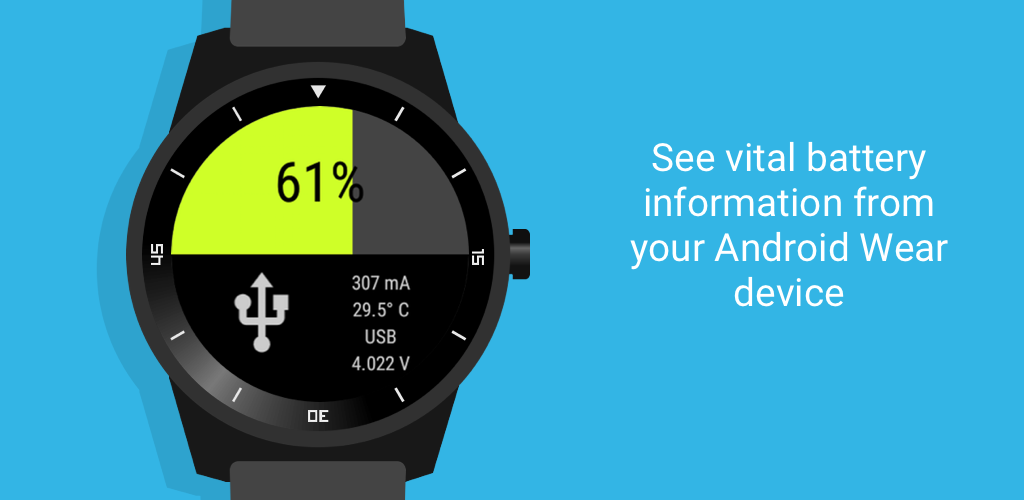 61%
45
15
307 mA
29.5° C
USB
4.022 V
30
See vital battery
information from
your Android Wear
device